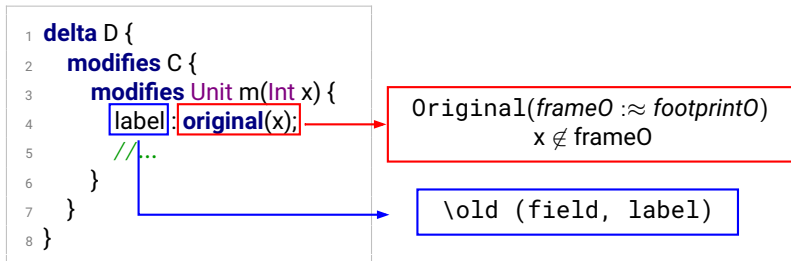 1 delta D {
2 modifies C {
3 modifies Unit m(Int x) {
4 label : original(x);
5 //...
6 }
7 }
8 }
Original(frameO :≈ footprintO)
x ∉ frameO
\old (field, label)